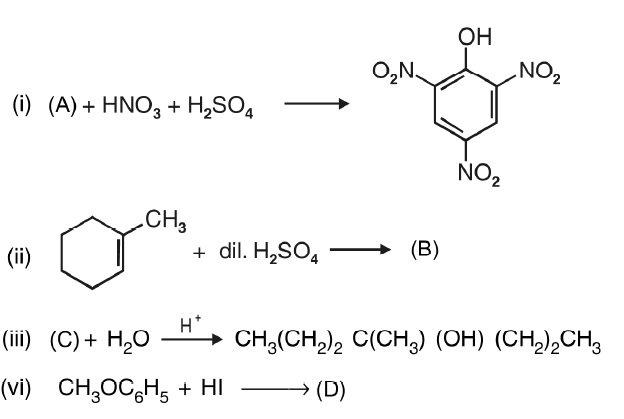 OH
O₂N NO₂
(i) (A) + HNO₃ + H₂SO₄
NO₂
CH₃
(ii) + dil. H₂SO₄ (B)
(iii) (C) + H₂O H⁺ CH₃(CH₂)₂ C(CH₃) (OH) (CH₂)₂CH₃
(vi) CH₃OC₆H₅ + HI (D)